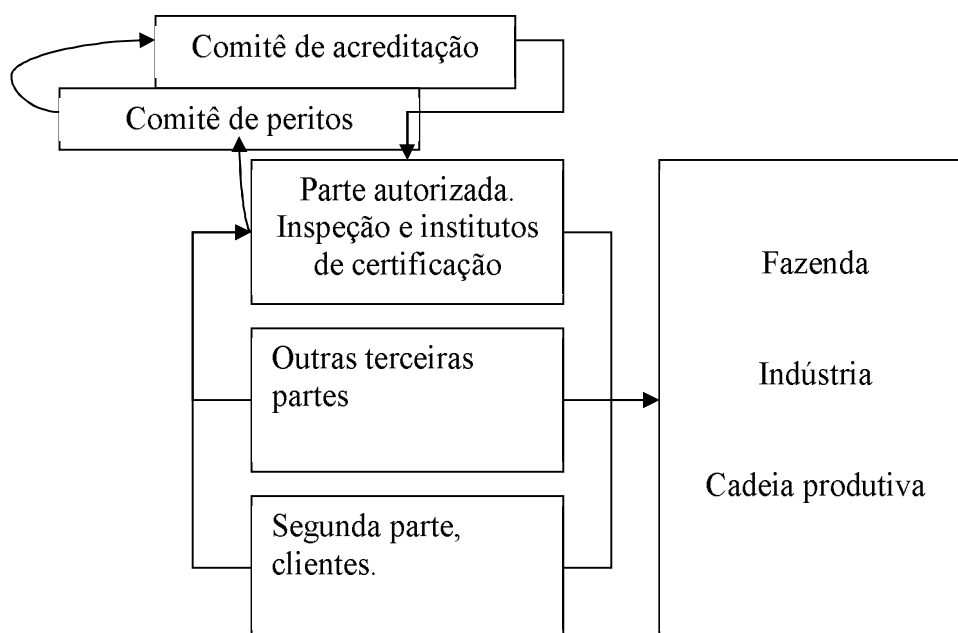 Comitê de acreditação
Comitê de peritos
Parte autorizada.
Inspeção e institutos
de certificação
Outras terceiras
partes
Segunda parte,
clientes.
Fazenda
Indústria
Cadeia produtiva